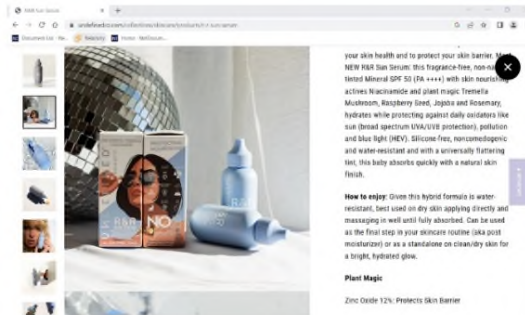 R&R Sun Serum
undefinedco.com/collections/skincare/products/r-r-sun-serum
your skin health and to protect your skin barrier. Meet
NEW R&R Sun Serum: this fragrance-free, non-nano
tinted Mineral SPF 50 (PA ++++) with skin nourishing
actives Niacinamide and plant magic Tremella
Mushroom, Raspberry Seed, Jojoba and Rosemary,
hydrates while protecting against daily oxidators like
sun (broad spectrum UVA/UVB protection), pollution
and blue light (HEV). Silicone-free, noncomedogenic
and water-resistant and with a universally flattering
tint, this baby absorbs quickly with a natural skin
finish.
How to enjoy: Given this hybrid formula is water-
resistant, best used on dry skin applying directly and
massaging in well until fully absorbed. Can be used
as the final step in your skincare routine (aka post
moisturizer) or as a standalone on clean/dry skin for
a bright, hydrated glow.
Plant Magic
Zinc Oxide 12%: Protects Skin Barrier
R&R
NO
R&R